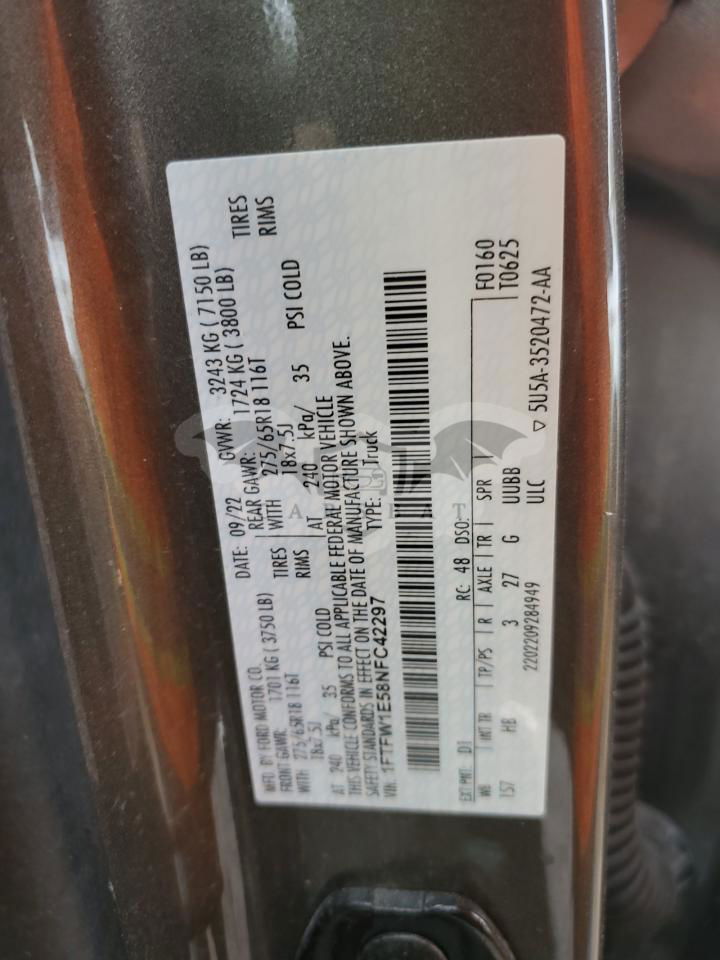 MFD BY FORD MOTOR CO. DATE: 09/22 GVWR: 3243 KG ( 7150 LB)
FRONT GAWR: 1701 KG ( 3750 LB) REAR GAWR: 1724 KG ( 3800 LB)
WITH 275/65R18 116T TIRES WITH 275/65R18 116T TIRES
18x7.5J RIMS 18x7.5J RIMS
AT 240 kPa, 35 PSI COLD AT 240 kPa/ 35 PSI COLD
THIS VEHICLE CONFORMS TO ALL APPLICABLE FEDERAL MOTOR VEHICLE
SAFETY STANDARDS IN EFFECT ON THE DATE OF MANUFACTURE SHOWN ABOVE.
VIN: 1FTFW1E58NFC42297 TYPE: Truck
EXT PNT: D1 RC: 48 DSO: F0160
WB INT TR TP/PS R AXLE TR SPR T0625
157 HB 3 27 G UUBB
2202209284949 ULC ▽ 5U5A-3520472-AA